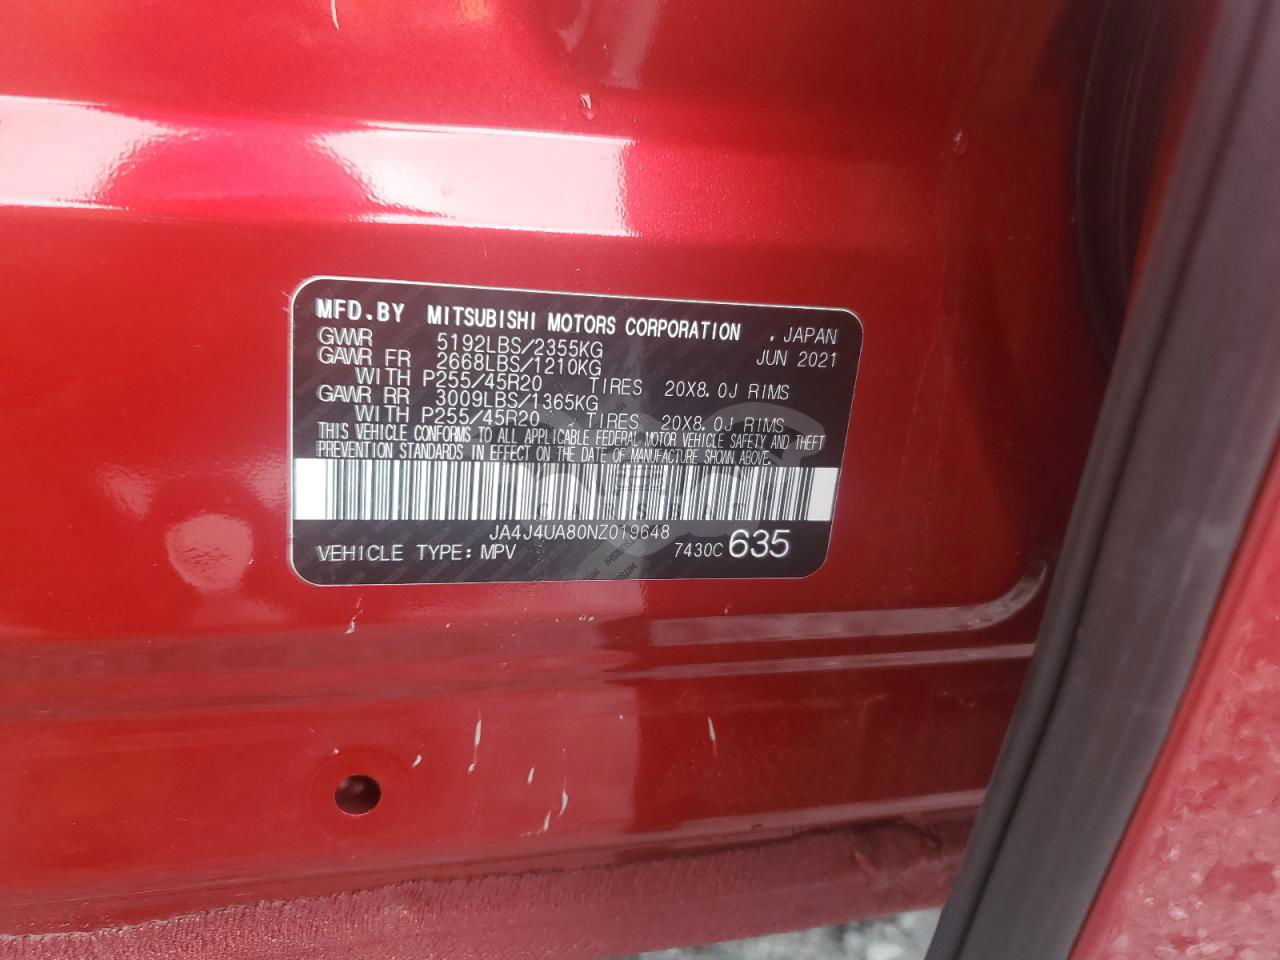 MFD.BY MITSUBISHI MOTORS CORPORATION , JAPAN
GVWR 5192LBS/2355KG JUN 2021
GAWR FR 2668LBS/1210KG
WITH P255/45R20 TIRES 20X8.0J RIMS
GAWR RR 3009LBS/1365KG
WITH P255/45R20 TIRES 20X8.0J RIMS
THIS VEHICLE CONFORMS TO ALL APPLICABLE FEDERAL MOTOR VEHICLE SAFETY AND THEFT
PREVENTION STANDARDS IN EFFECT ON THE DATE OF MANUFACTURE SHOWN ABOVE.
JA4J4UA80NZ019648
VEHICLE TYPE: MPV 7430C 635